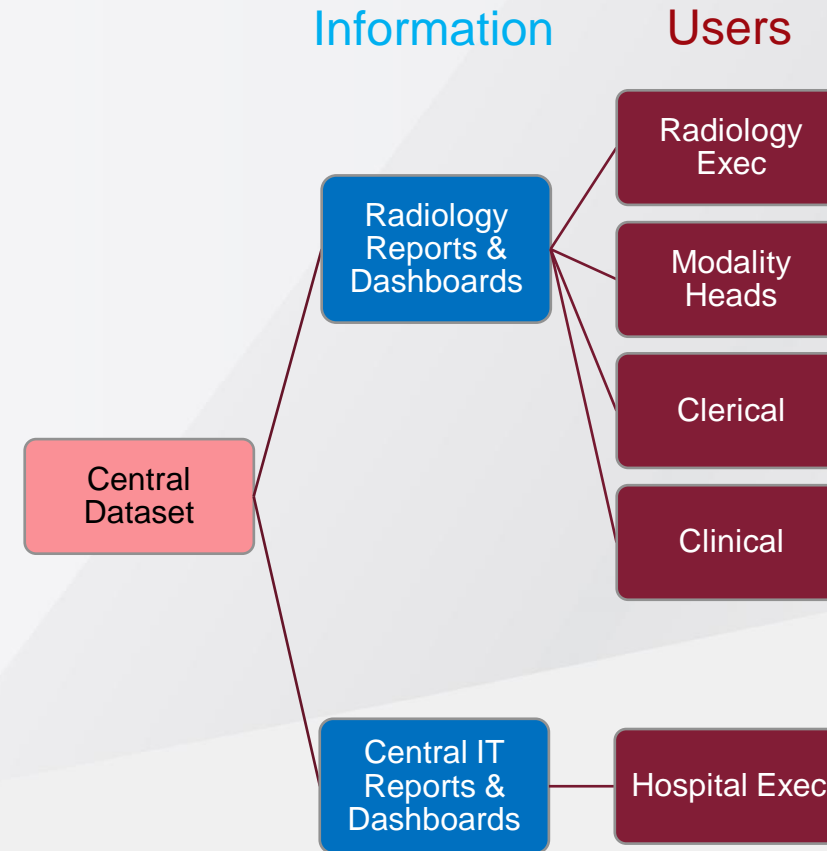 Information
Users
Radiology
Exec
Radiology
Reports &
Dashboards
Modality
Heads
Clerical
Central
Dataset
Clinical
Central IT
Reports &
Dashboards
Hospital Exec